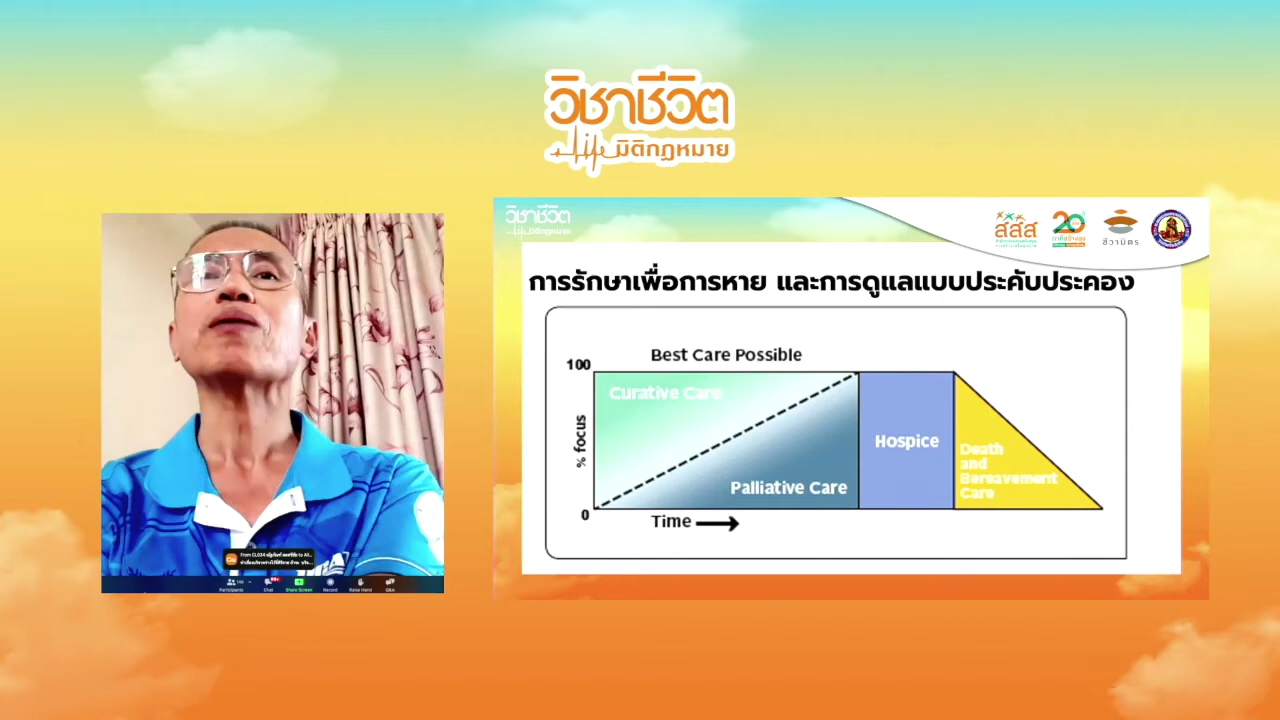 วิชาชีวิต
Life มิติกฎหมาย
วิชาชีวิต
Life มิติกฎหมาย
สสส
20
ชีวามิตร
การรักษาเพื่อการหาย และการดูแลแบบประคับประคอง
Best Care Possible
100
Curative Care
% focus
Hospice
Death
and
Bereavement
Care
Palliative Care
0
Time
Participants
Chat
Share Screen
Record
Raise Hand
Q&A